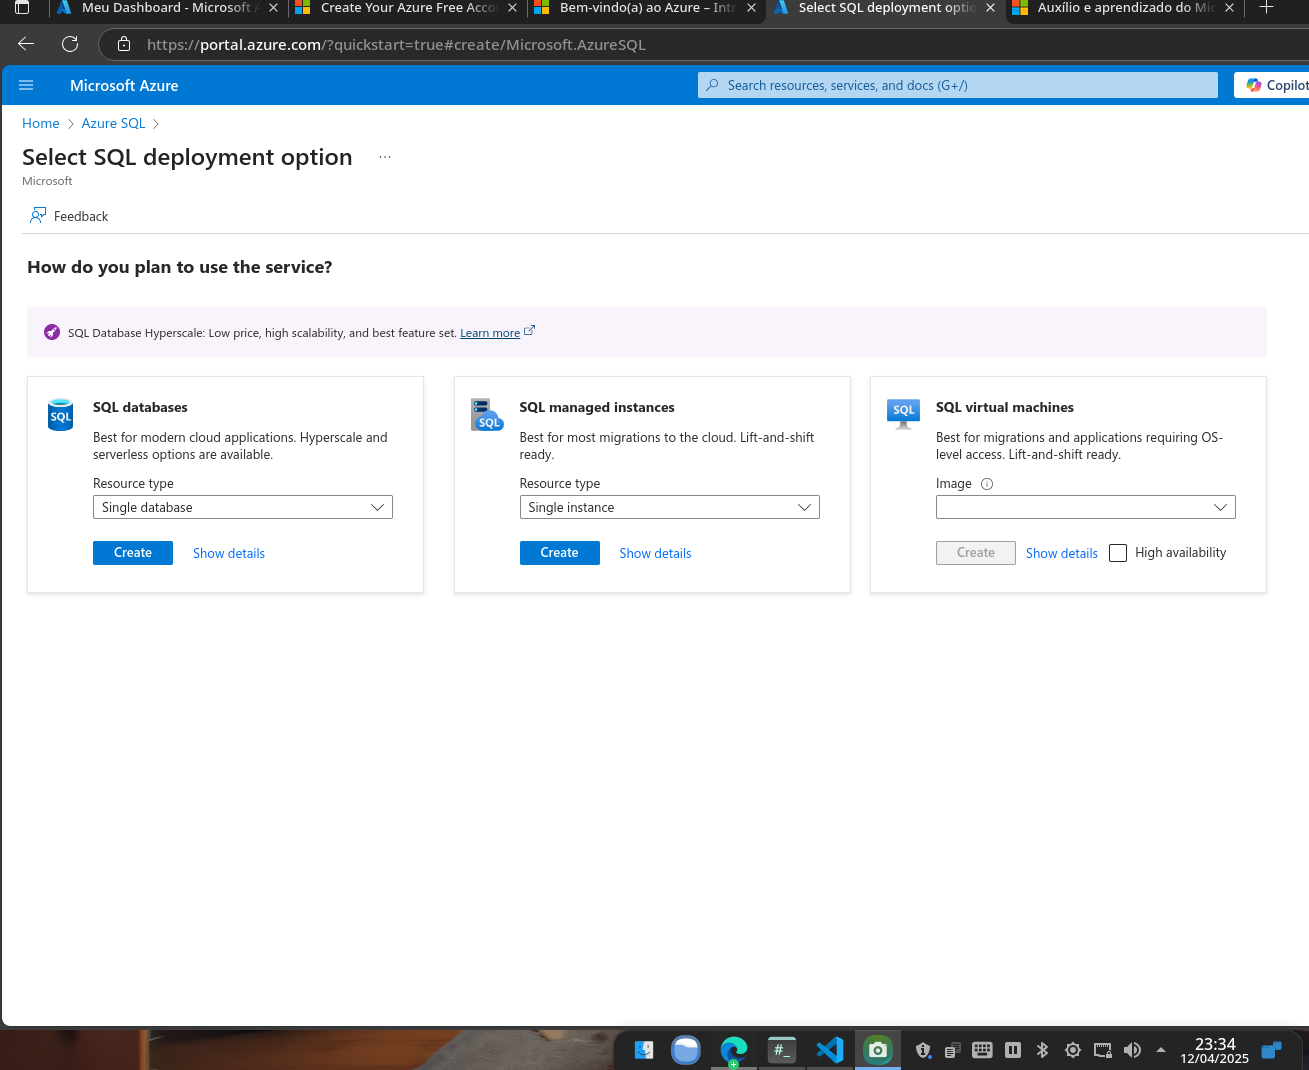 Meu Dashboard - Microsoft A
Create Your Azure Free Acco
Bem-vindo(a) ao Azure – Intr
Select SQL deployment optio
Auxílio e aprendizado do Mic
https://portal.azure.com/?quickstart=true#create/Microsoft.AzureSQL
Microsoft Azure
Search resources, services, and docs (G+/)
Copilot
Home > Azure SQL >
Select SQL deployment option ...
Microsoft
Feedback
How do you plan to use the service?
SQL Database Hyperscale: Low price, high scalability, and best feature set. Learn more
SQL
SQL databases
Best for modern cloud applications. Hyperscale and
serverless options are available.
Resource type
Single database
Create
Show details
SQL
SQL managed instances
Best for most migrations to the cloud. Lift-and-shift
ready.
Resource type
Single instance
Create
Show details
SQL
SQL virtual machines
Best for migrations and applications requiring OS-
level access. Lift-and-shift ready.
Image
Create
Show details
High availability
#_
23:34
12/04/2025